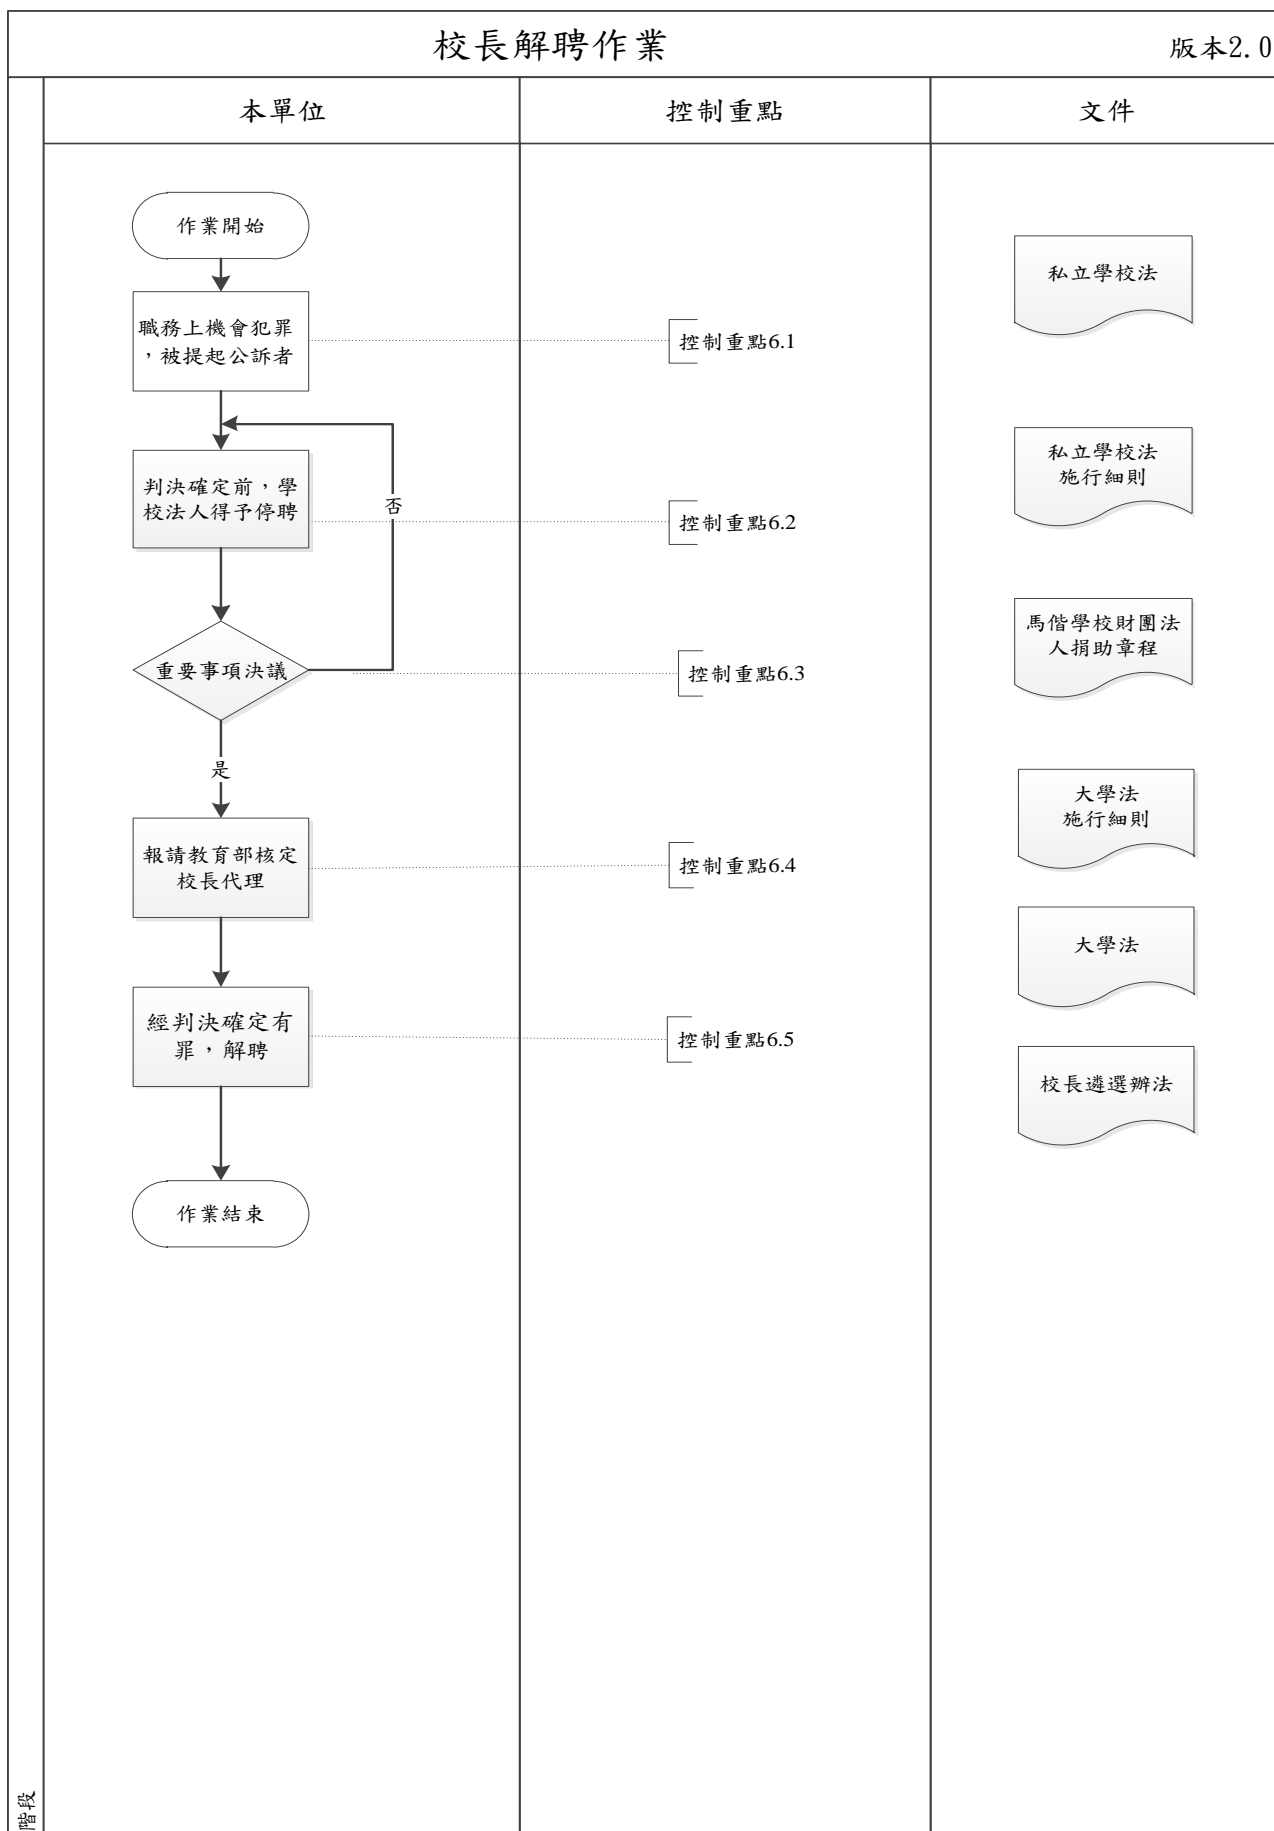 校長解聘作業
版本2.0
本單位
控制重點
文件
作業開始
職務上機會犯罪
，被提起公訴者
控制重點6.1
私立學校法
判決確定前，學
校法人得予停聘
否
控制重點6.2
私立學校法
施行細則
重要事項決議
控制重點6.3
馬偕學校財團法
人捐助章程
是
報請教育部核定
校長代理
控制重點6.4
大學法
施行細則
大學法
經判決確定有
罪，解聘
控制重點6.5
校長遴選辦法
作業結束
階段